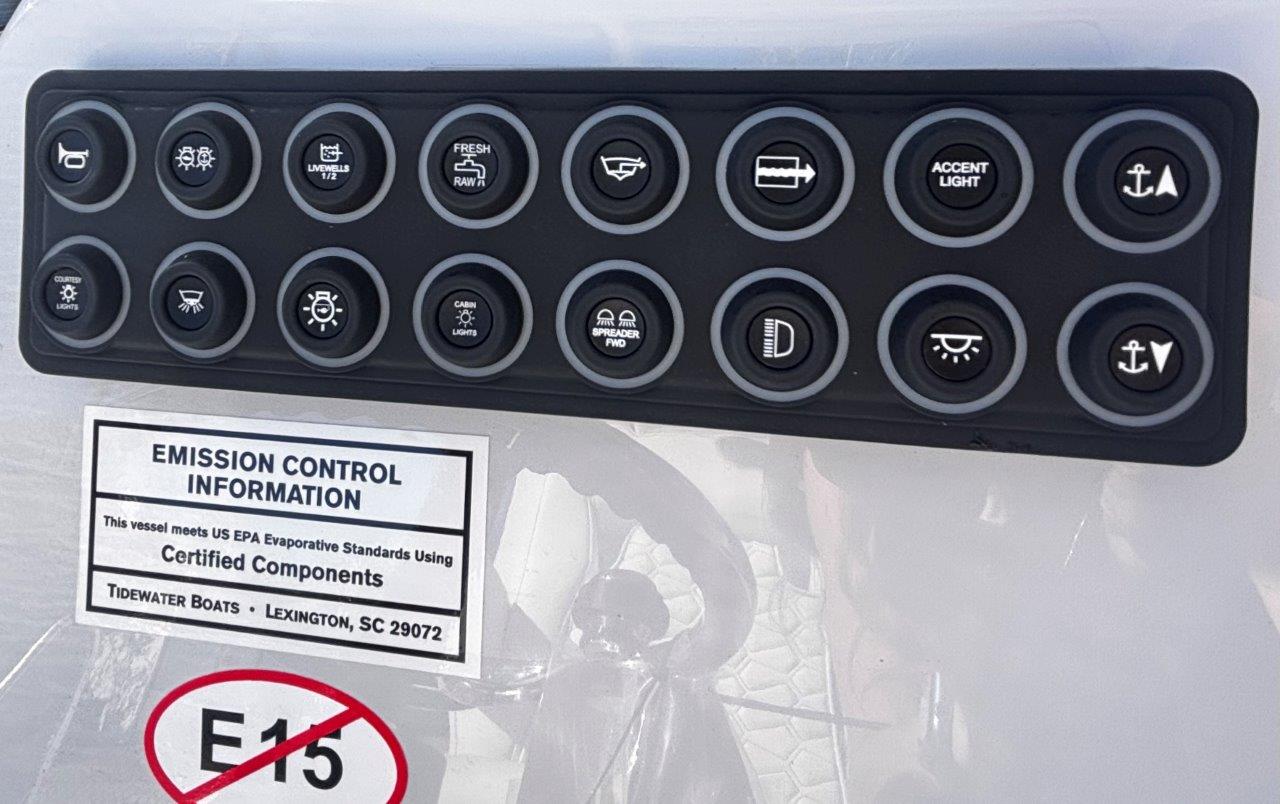 LIVEWELLS
1/2
FRESH
RAW
ACCENT
LIGHT
COURTESY
LIGHTS
CABIN
LIGHTS
SPREADER
FWD
EMISSION CONTROL
INFORMATION
This vessel meets US EPA Evaporative Standards Using
Certified Components
TIDEWATER BOATS • LEXINGTON, SC 29072
E15